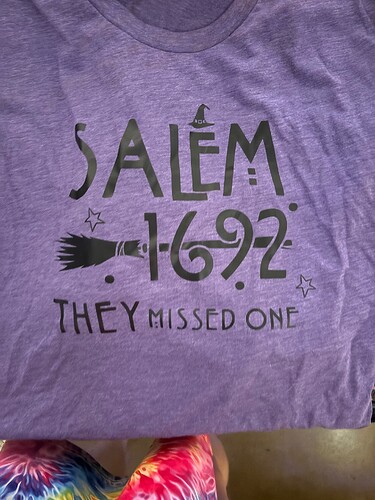 SALEM
1692
THEY MISSED ONE